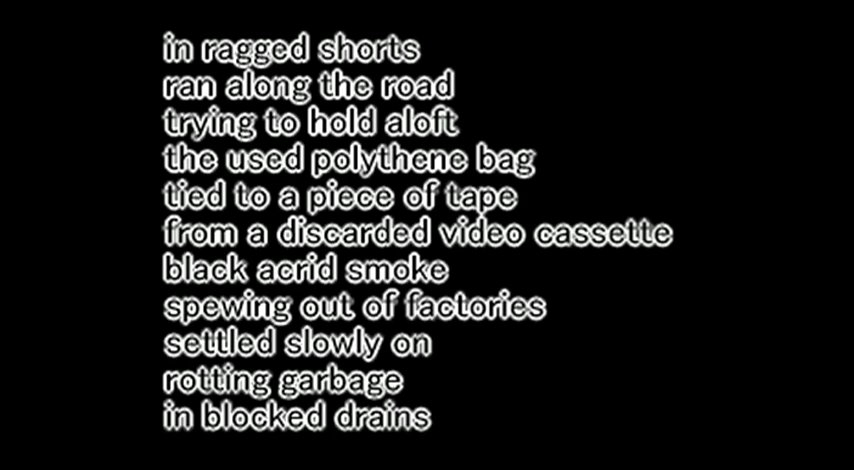 in ragged shorts
ran along the road
trying to hold aloft
the used polythene bag
tied to a piece of tape
from a discarded video cassette
black acrid smoke
spewing out of factories
settled slowly on
rotting garbage
in blocked drains